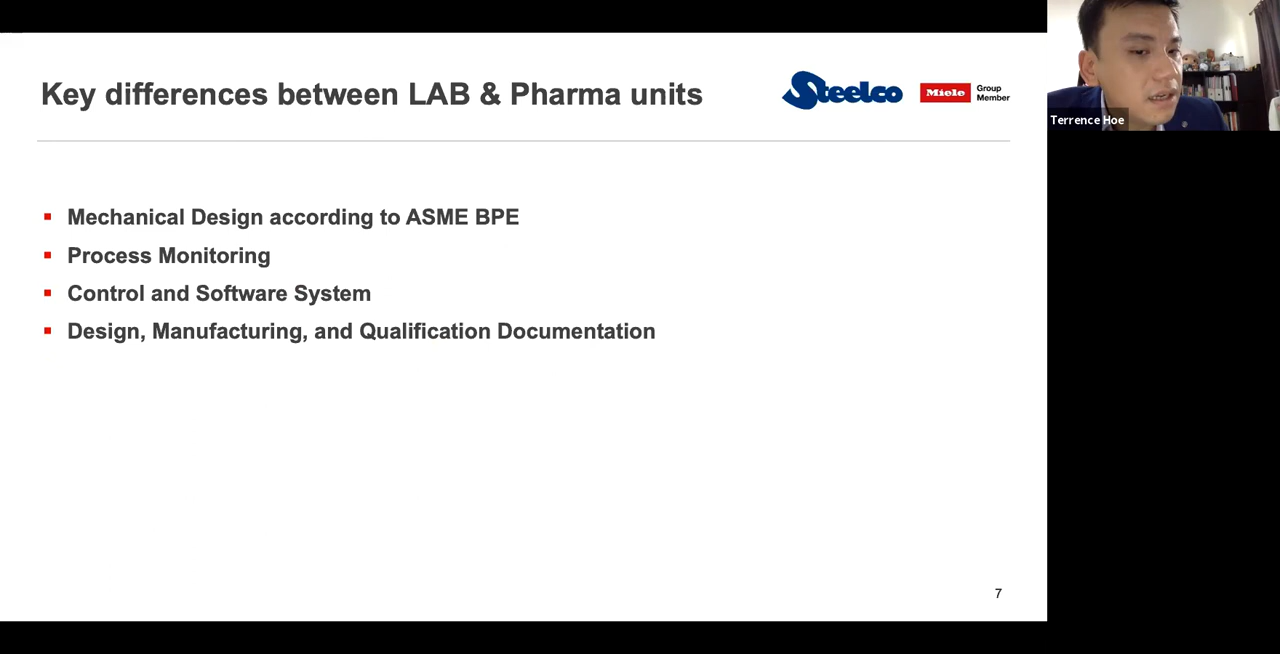 Key differences between LAB & Pharma units
Steelco
Miele
Group
Member
Terrence Hoe
Mechanical Design according to ASME BPE
Process Monitoring
Control and Software System
Design, Manufacturing, and Qualification Documentation
7